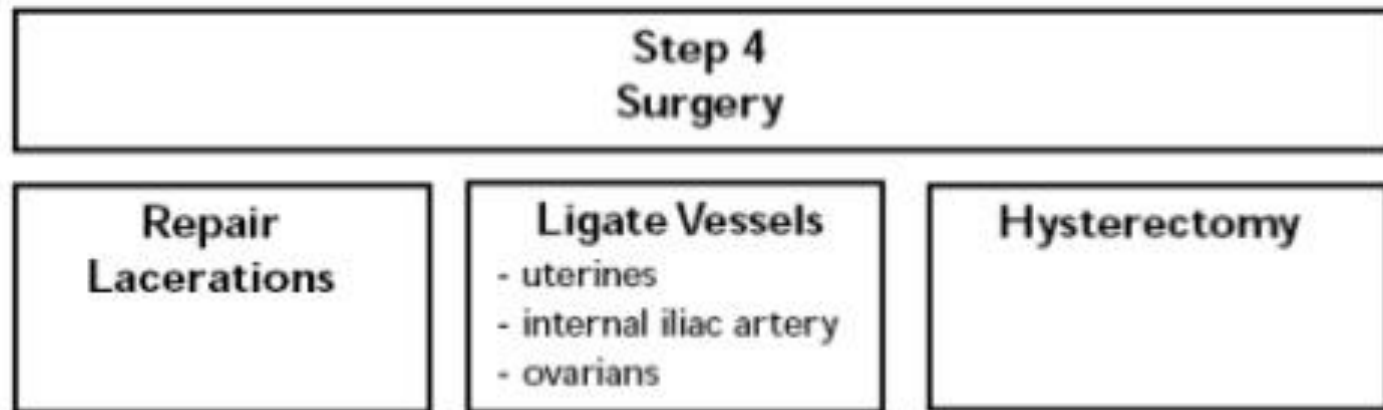 Step 4
Surgery
Repair
Lacerations
Ligate Vessels
- uterines
- internal iliac artery
- ovarians
Hysterectomy